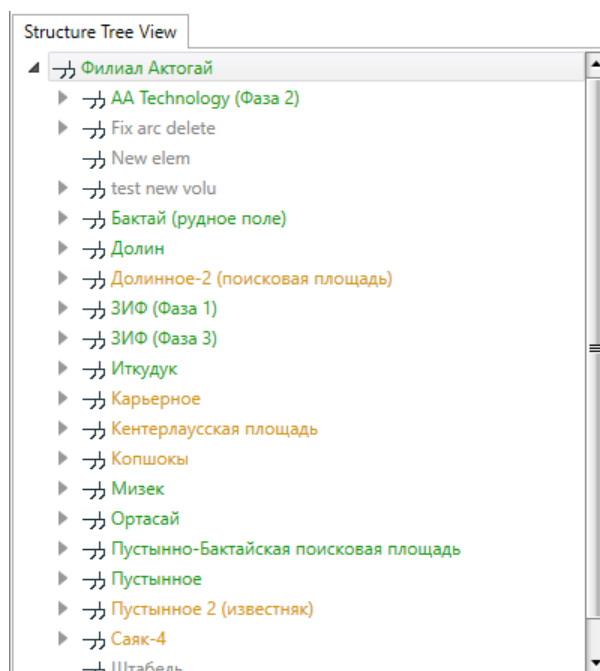 Structure Tree View
Филиал Актогай
AA Technology (Фаза 2)
Fix arc delete
New elem
test new volu
Бактай (рудное поле)
Долин
Долинное-2 (поисковая площадь)
ЗИФ (Фаза 1)
ЗИФ (Фаза 3)
Иткудук
Карьерное
Кентерлаусская площадь
Копшокы
Мизек
Ортасай
Пустынно-Бактайская поисковая площадь
Пустынное
Пустынное 2 (известняк)
Саяк-4
Штабель